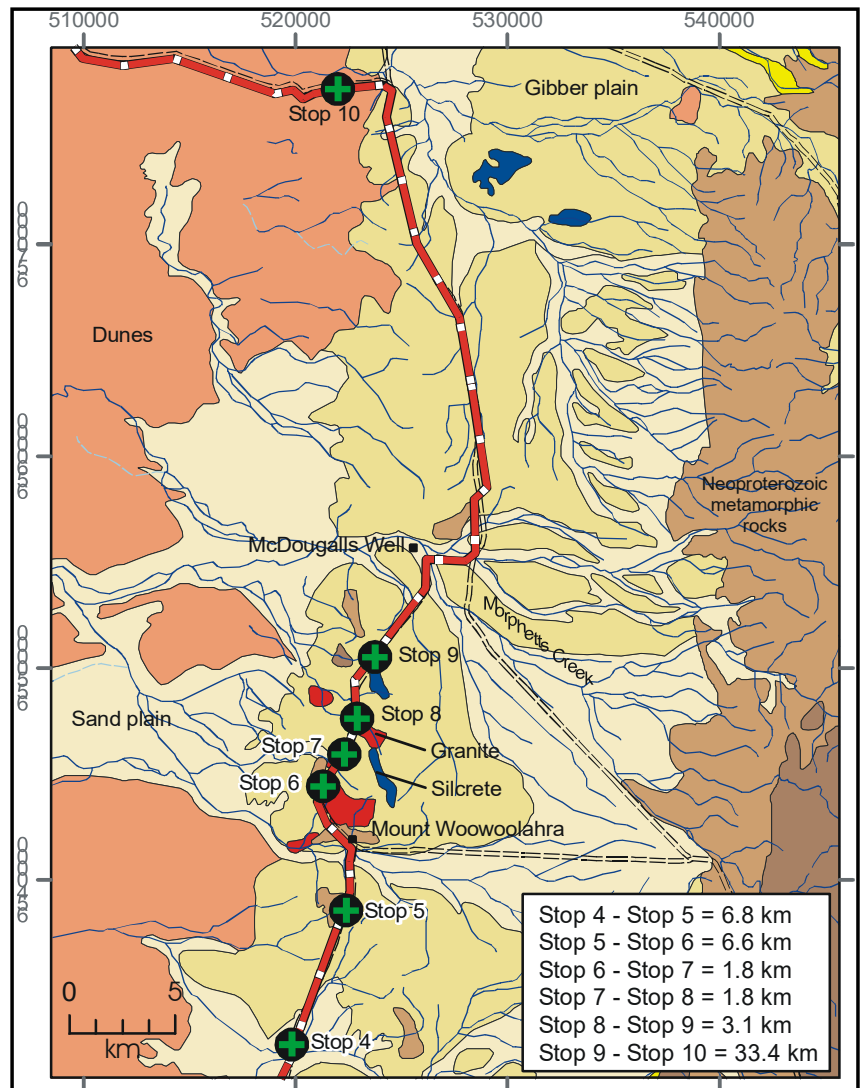 510000
520000
530000
540000
Gibber plain
Stop 10
6570000
Dunes
6560000
Neoproterozoic
metamorphic
rocks
McDougalls Well
Morphetts Creek
6550000
Stop 9
Sand plain
Stop 8
Stop 7
Granite
Stop 6
Silcrete
Mount Woowoolahra
6540000
Stop 5
Stop 4 - Stop 5 = 6.8 km
Stop 5 - Stop 6 = 6.6 km
Stop 6 - Stop 7 = 1.8 km
Stop 7 - Stop 8 = 1.8 km
Stop 8 - Stop 9 = 3.1 km
Stop 9 - Stop 10 = 33.4 km
0 5
km
Stop 4